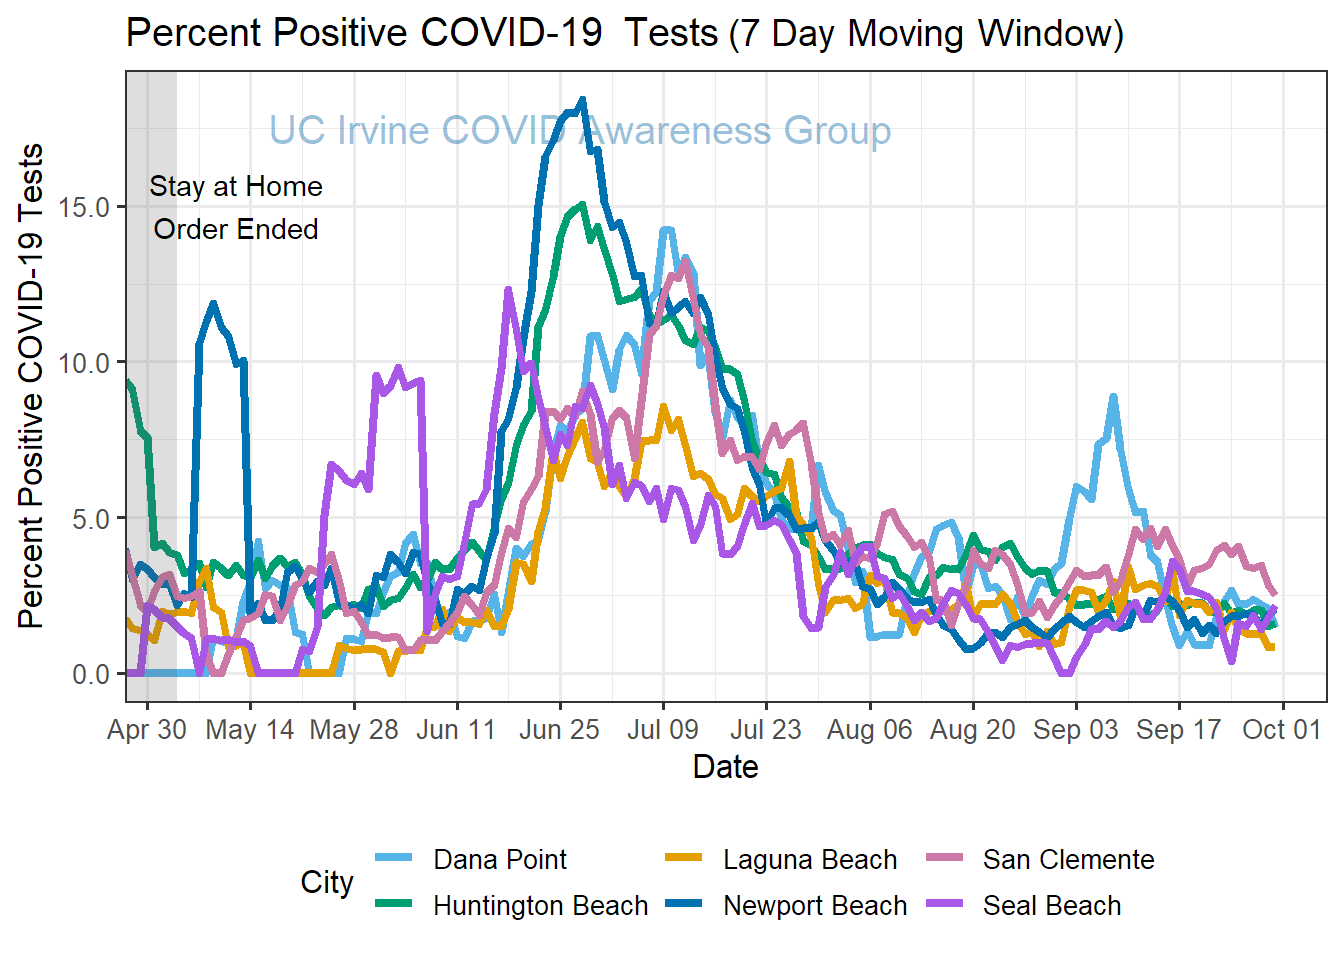 Percent Positive COVID-19  Tests (7 Day Moving Window)
UC Irvine COVID Awareness Group
Stay at Home
Order Ended
Percent Positive COVID-19 Tests
15.0
10.0
5.0
0.0
Apr 30 May 14 May 28 Jun 11 Jun 25 Jul 09 Jul 23 Aug 06 Aug 20 Sep 03 Sep 17 Oct 01
Date
City
Dana Point Laguna Beach San Clemente
Huntington Beach Newport Beach Seal Beach